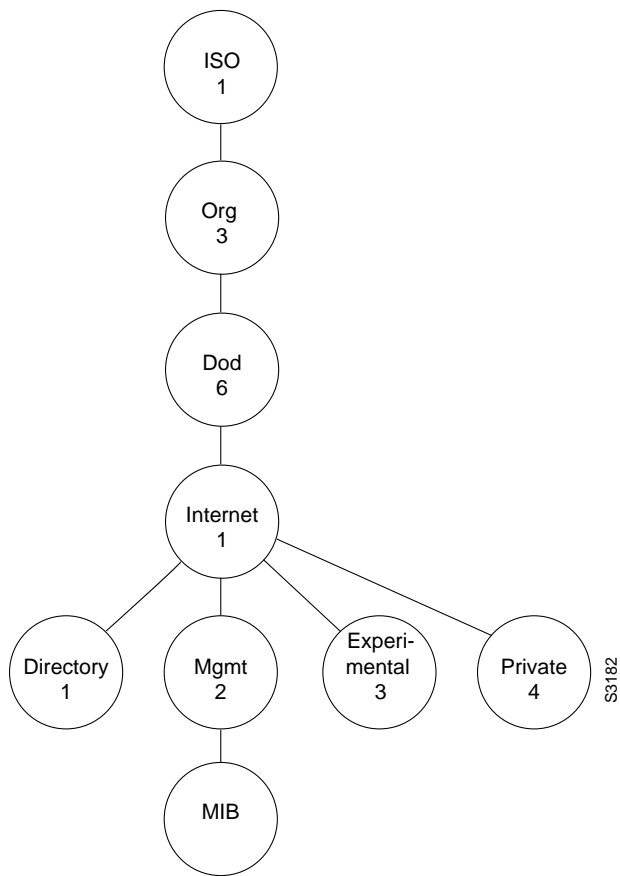 ISO
1
Org
3
Dod
6
Internet
1
Directory
1
Mgmt
2
Experi-
mental
3
Private
4
S3182
MIB